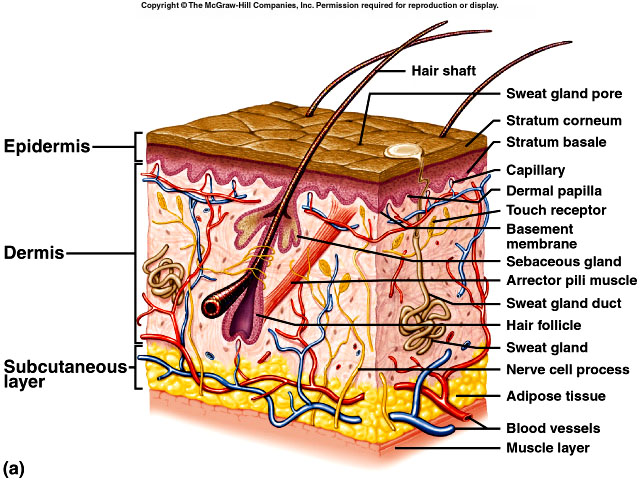 Copyright © The McGraw-Hill Companies, Inc. Permission required for reproduction or display.
Hair shaft
Sweat gland pore
Stratum corneum
Epidermis
Stratum basale
Capillary
Dermal papilla
Touch receptor
Basement
membrane
Dermis
Sebaceous gland
Arrector pili muscle
Sweat gland duct
Hair follicle
Sweat gland
Subcutaneous
layer
Nerve cell process
Adipose tissue
Blood vessels
Muscle layer
(a)